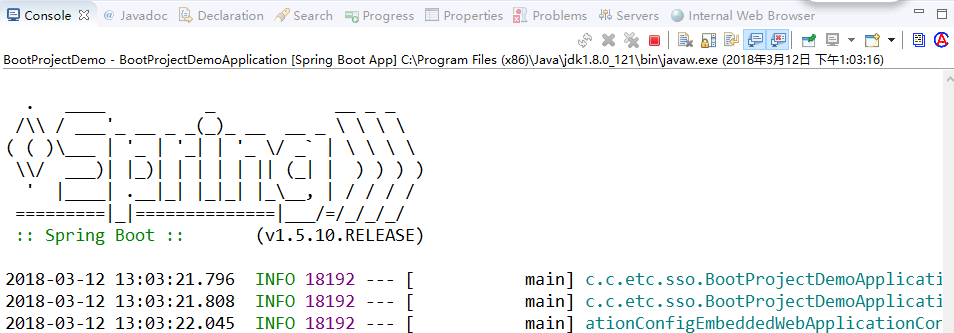 Console @ Javadoc Declaration Search Progress Properties Problems Servers Internal Web Browser
BootProjectDemo - BootProjectDemoApplication [Spring Boot App] C:\Program Files (x86)\Java\jdk1.8.0_121\bin\javaw.exe (2018年3月12日 下午1:03:16)
  .   ____          _            __ _ _
 /\\ / ___'_ __ _ _(_)_ __  __ _ \ \ \ \
( ( )\___ | '_ | '_| | '_ \/ _` | \ \ \ \
 \\/  ___)| |_)| | | | | || (_| |  ) ) ) )
  '  |____| .__|_| |_|_| |_\__, | / / / /
 =========|_|==============|___/=/_/_/_/
 :: Spring Boot ::       (v1.5.10.RELEASE)
2018-03-12 13:03:21.796  INFO 18192 --- [           main] c.c.etc.sso.BootProjectDemoApplicati
2018-03-12 13:03:21.808  INFO 18192 --- [           main] c.c.etc.sso.BootProjectDemoApplicati
2018-03-12 13:03:22.045  INFO 18192 --- [           main] ationConfigEmbeddedWebApplicationCon